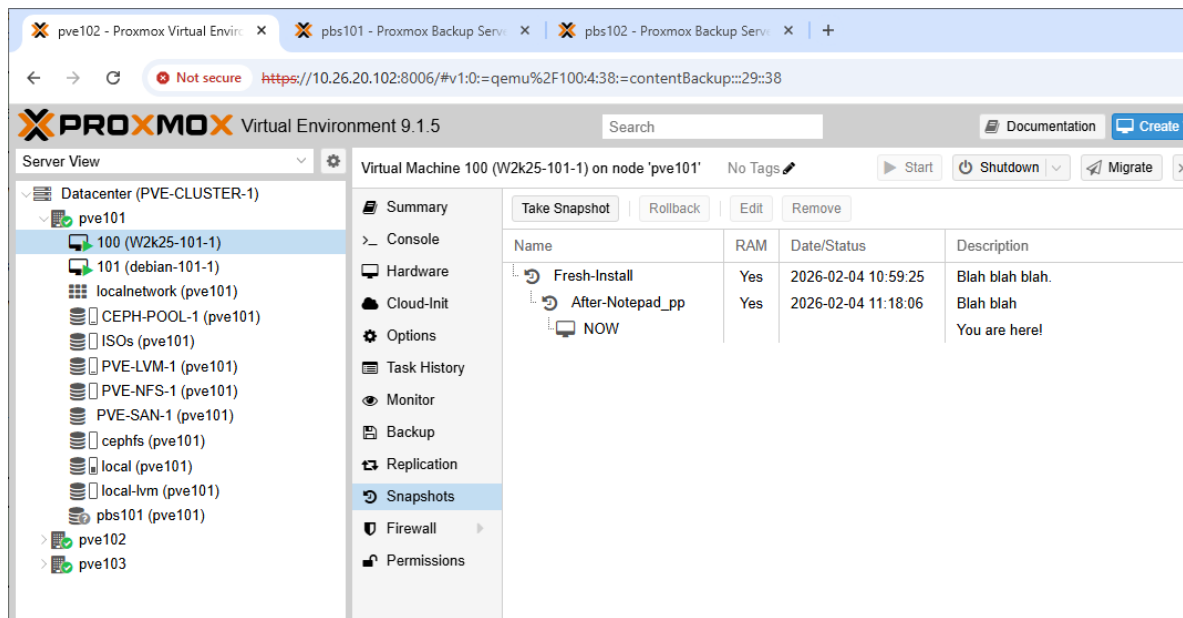 pve102 - Proxmox Virtual Enviro
pbs101 - Proxmox Backup Serve
pbs102 - Proxmox Backup Serve
Not secure https://10.26.20.102:8006/#v1:0:=qemu%2F100:4:38:=contentBackup:::29::38
PROXMOX Virtual Environment 9.1.5
Search
Documentation
Create
Server View
Datacenter (PVE-CLUSTER-1)
pve101
100 (W2k25-101-1)
101 (debian-101-1)
localnetwork (pve101)
CEPH-POOL-1 (pve101)
ISOs (pve101)
PVE-LVM-1 (pve101)
PVE-NFS-1 (pve101)
PVE-SAN-1 (pve101)
cephfs (pve101)
local (pve101)
local-lvm (pve101)
pbs101 (pve101)
pve102
pve103
Virtual Machine 100 (W2k25-101-1) on node 'pve101'
No Tags
Start
Shutdown
Migrate
Summary
Console
Hardware
Cloud-Init
Options
Task History
Monitor
Backup
Replication
Snapshots
Firewall
Permissions
Take Snapshot
Rollback
Edit
Remove
Name RAM Date/Status Description
Fresh-Install Yes 2026-02-04 10:59:25 Blah blah blah.
After-Notepad_pp Yes 2026-02-04 11:18:06 Blah blah
NOW You are here!